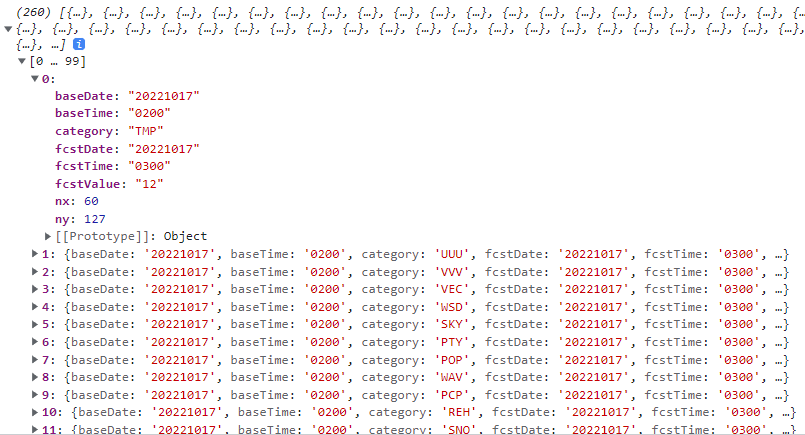 (260) [{…}, {…}, {…}, {…}, {…}, {…}, {…}, {…}, {…}, {…}, {…}, {…}, {…}, {…}, {…}, {…}, {…}, {…}, {…}, {…},
{…}, {…}, {…}, {…}, {…}, {…}, {…}, {…}, {…}, {…}, {…}, {…}, {…}, {…}, {…}, {…}, {…}, {…}, {…}, {…}, {…}, {…},
{…}, …] i
[0 … 99]
0:
baseDate: "20221017"
baseTime: "0200"
category: "TMP"
fcstDate: "20221017"
fcstTime: "0300"
fcstValue: "12"
nx: 60
ny: 127
[[Prototype]]: Object
1: {baseDate: '20221017', baseTime: '0200', category: 'UUU', fcstDate: '20221017', fcstTime: '0300', …}
2: {baseDate: '20221017', baseTime: '0200', category: 'VVV', fcstDate: '20221017', fcstTime: '0300', …}
3: {baseDate: '20221017', baseTime: '0200', category: 'VEC', fcstDate: '20221017', fcstTime: '0300', …}
4: {baseDate: '20221017', baseTime: '0200', category: 'WSD', fcstDate: '20221017', fcstTime: '0300', …}
5: {baseDate: '20221017', baseTime: '0200', category: 'SKY', fcstDate: '20221017', fcstTime: '0300', …}
6: {baseDate: '20221017', baseTime: '0200', category: 'PTY', fcstDate: '20221017', fcstTime: '0300', …}
7: {baseDate: '20221017', baseTime: '0200', category: 'POP', fcstDate: '20221017', fcstTime: '0300', …}
8: {baseDate: '20221017', baseTime: '0200', category: 'WAV', fcstDate: '20221017', fcstTime: '0300', …}
9: {baseDate: '20221017', baseTime: '0200', category: 'PCP', fcstDate: '20221017', fcstTime: '0300', …}
10: {baseDate: '20221017', baseTime: '0200', category: 'REH', fcstDate: '20221017', fcstTime: '0300', …}
11: {baseDate: '20221017', baseTime: '0200', category: 'SNO', fcstDate: '20221017', fcstTime: '0300', …}